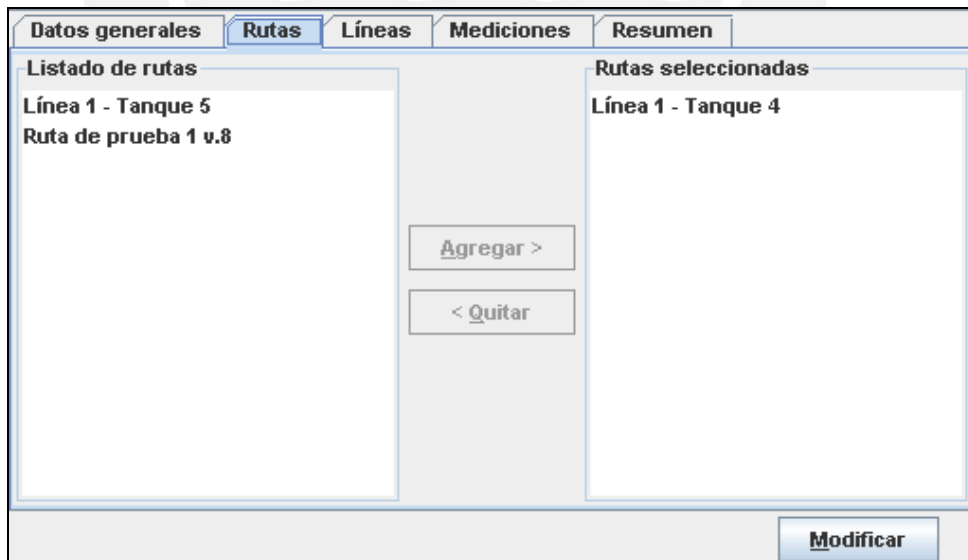 Datos generales Rutas Líneas Mediciones Resumen
Listado de rutas
Línea 1 - Tanque 5
Ruta de prueba 1 v.8
Agregar >
< Quitar
Rutas seleccionadas
Línea 1 - Tanque 4
Modificar